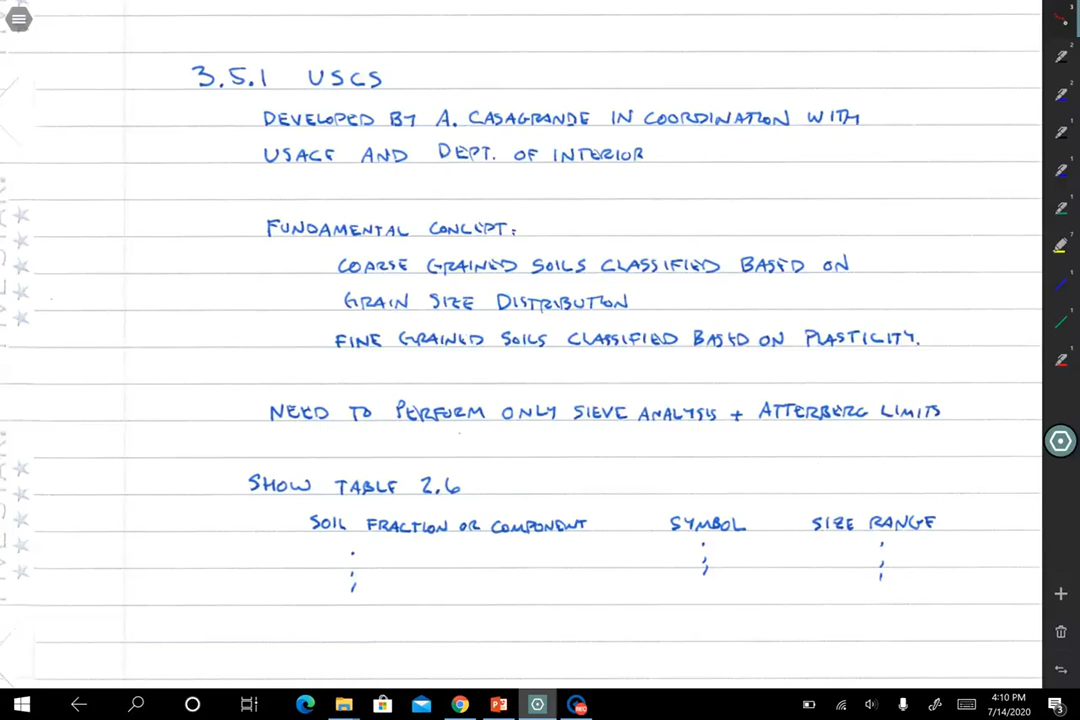 3.5.1 USCS
DEVELOPED BY A. CASAGRANDE IN COORDINATION WITH
USACE AND DEPT. OF INTERIOR
FUNDAMENTAL CONCEPT:
COARSE GRAINED SOILS CLASSIFIED BASED ON
GRAIN SIZE DISTRIBUTION
FINE GRAINED SOILS CLASSIFIED BASED ON PLASTICITY.
NEED TO PERFORM ONLY SIEVE ANALYSIS + ATTERBERG LIMITS
SHOW TABLE 2.6
SOIL FRACTION OR COMPONENT SYMBOL SIZE RANGE
4:10 PM
7/14/2020